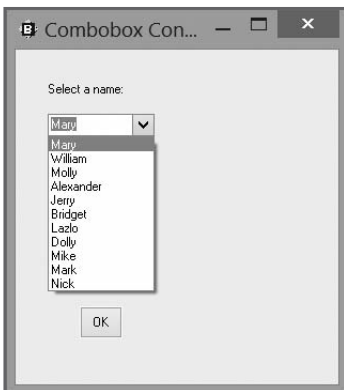 B Combobox Con...
Select a name:
Mary
Mary
William
Molly
Alexander
Jerry
Bridget
Lazlo
Dolly
Mike
Mark
Nick
OK